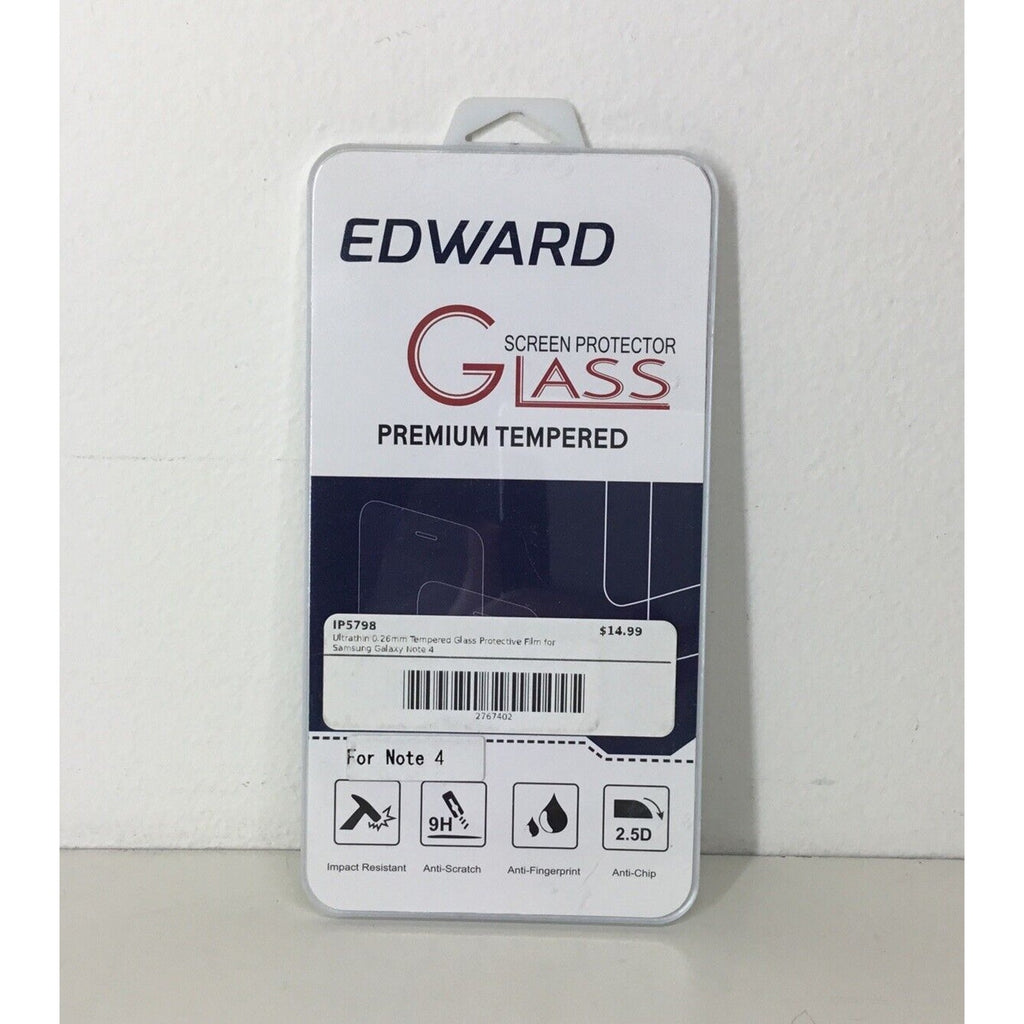 EDWARD
SCREEN PROTECTOR
GLASS
PREMIUM TEMPERED
IP5798 $14.99
Ultrathin 0.26mm Tempered Glass Protective Film for
Samsung Galaxy Note 4
2767402
For Note 4
9H 2.5D
Impact Resistant Anti-Scratch Anti-Fingerprint Anti-Chip